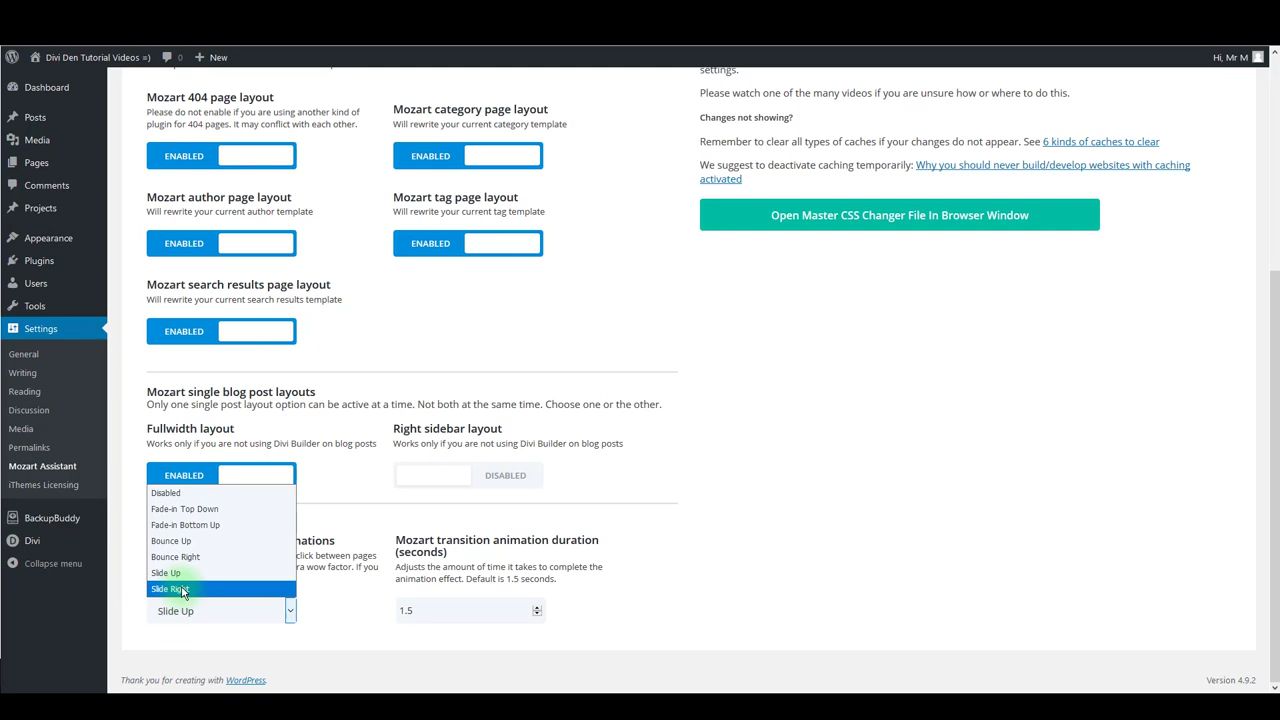 Divi Den Tutorial Videos =)
0
New
Hi, Mr M
Dashboard
Posts
Media
Pages
Comments
Projects
Appearance
Plugins
Users
Tools
Settings
General
Writing
Reading
Discussion
Media
Permalinks
Mozart Assistant
iThemes Licensing
BackupBuddy
Divi
Collapse menu
Mozart 404 page layout
Please do not enable if you are using another kind of
plugin for 404 pages. It may conflict with each other.
ENABLED
Mozart category page layout
Will rewrite your current category template
ENABLED
Mozart author page layout
Will rewrite your current author template
ENABLED
Mozart tag page layout
Will rewrite your current tag template
ENABLED
Mozart search results page layout
Will rewrite your current search results template
ENABLED
Mozart single blog post layouts
Only one single post layout option can be active at a time. Not both at the same time. Choose one or the other.
Fullwidth layout
Works only if you are not using Divi Builder on blog posts
ENABLED
Right sidebar layout
Works only if you are not using Divi Builder on blog posts
DISABLED
Disabled
Fade-in Top Down
Fade-in Bottom Up
Bounce Up
Bounce Right
Slide Up
Slide Right
nations
click between pages
ra wow factor. If you
Slide Up
Mozart transition animation duration
(seconds)
Adjusts the amount of time it takes to complete the
animation effect. Default is 1.5 seconds.
1.5
settings.
Please watch one of the many videos if you are unsure how or where to do this.
Changes not showing?
Remember to clear all types of caches if your changes do not appear. See 6 kinds of caches to clear
We suggest to deactivate caching temporarily: Why you should never build/develop websites with caching
activated
Open Master CSS Changer File In Browser Window
Thank you for creating with WordPress.
Version 4.9.2